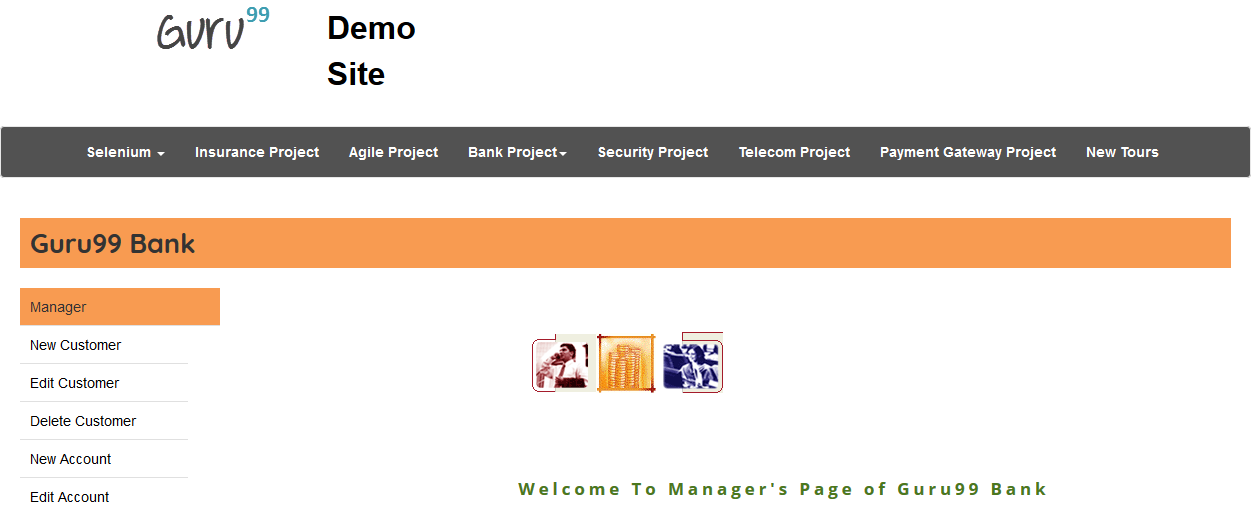 Guru99
Demo
Site
Selenium Insurance Project Agile Project Bank Project Security Project Telecom Project Payment Gateway Project New Tours
Guru99 Bank
Manager
New Customer
Edit Customer
Delete Customer
New Account
Welcome To Manager's Page of Guru99 Bank
Edit Account